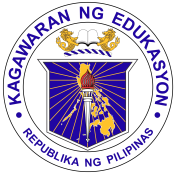 KAGAWARAN NG EDUKASYON
REPUBLIKA NG PILIPINAS